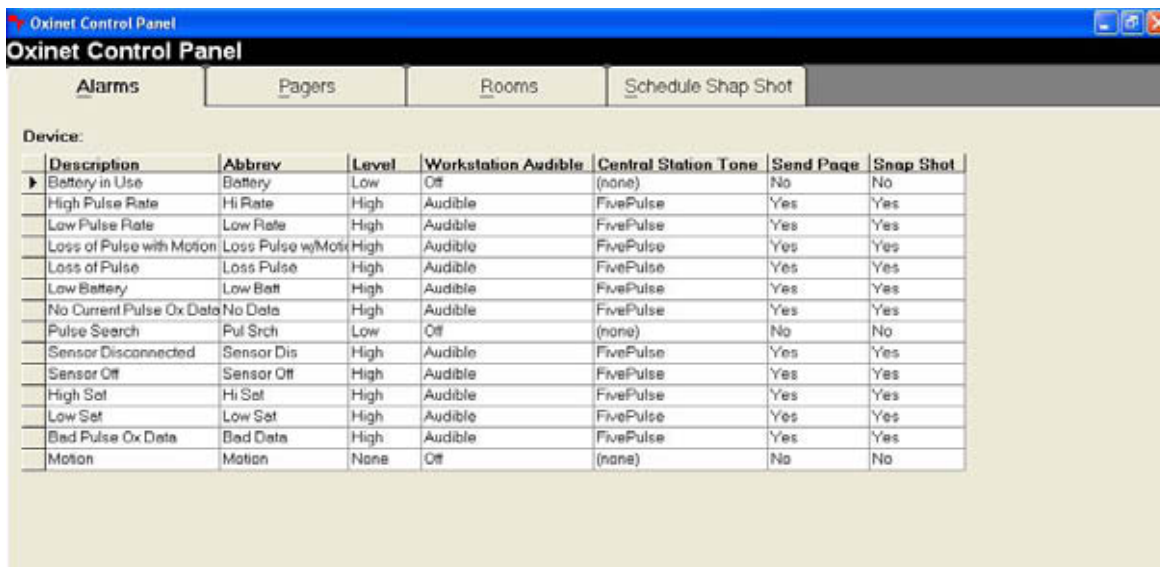 Oxinet Control Panel
Oxinet Control Panel
Alarms Pagers Rooms Schedule Shap Shot
Device:
Description Abbrev Level Workstation Audible Central Station Tone Send Page Snap Shot
Battery in Use Battery Low Off (none) No No
High Pulse Rate Hi Rate High Audible FivePulse Yes Yes
Low Pulse Rate Low Rate High Audible FivePulse Yes Yes
Loss of Pulse with Motion Loss Pulse w/Moti High Audible FivePulse Yes Yes
Loss of Pulse Loss Pulse High Audible FivePulse Yes Yes
Low Battery Low Batt High Audible FivePulse Yes Yes
No Current Pulse Ox Data No Data High Audible FivePulse Yes Yes
Pulse Search Pul Srch Low Off (none) No No
Sensor Disconnected Sensor Dis High Audible FivePulse Yes Yes
Sensor Off Sensor Off High Audible FivePulse Yes Yes
High Sat Hi Sat High Audible FivePulse Yes Yes
Low Sat Low Sat High Audible FivePulse Yes Yes
Bad Pulse Ox Data Bad Data High Audible FivePulse Yes Yes
Motion Motion None Off (none) No No